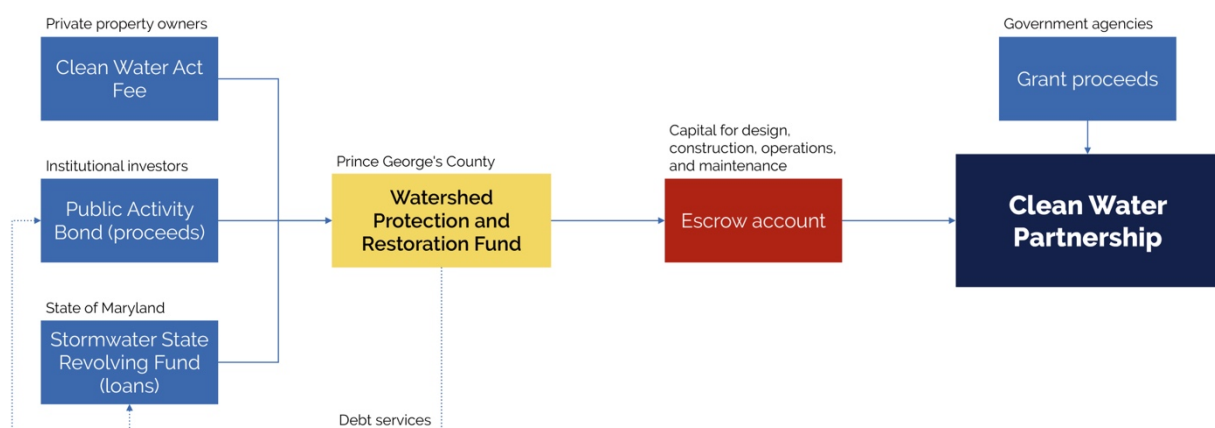 Private property owners
Clean Water Act
Fee
Institutional investors
Public Activity
Bond (proceeds)
State of Maryland
Stormwater State
Revolving Fund
(loans)
Prince George's County
Watershed
Protection and
Restoration Fund
Debt services
Capital for design,
construction, operations,
and maintenance
Escrow account
Government agencies
Grant proceeds
Clean Water
Partnership